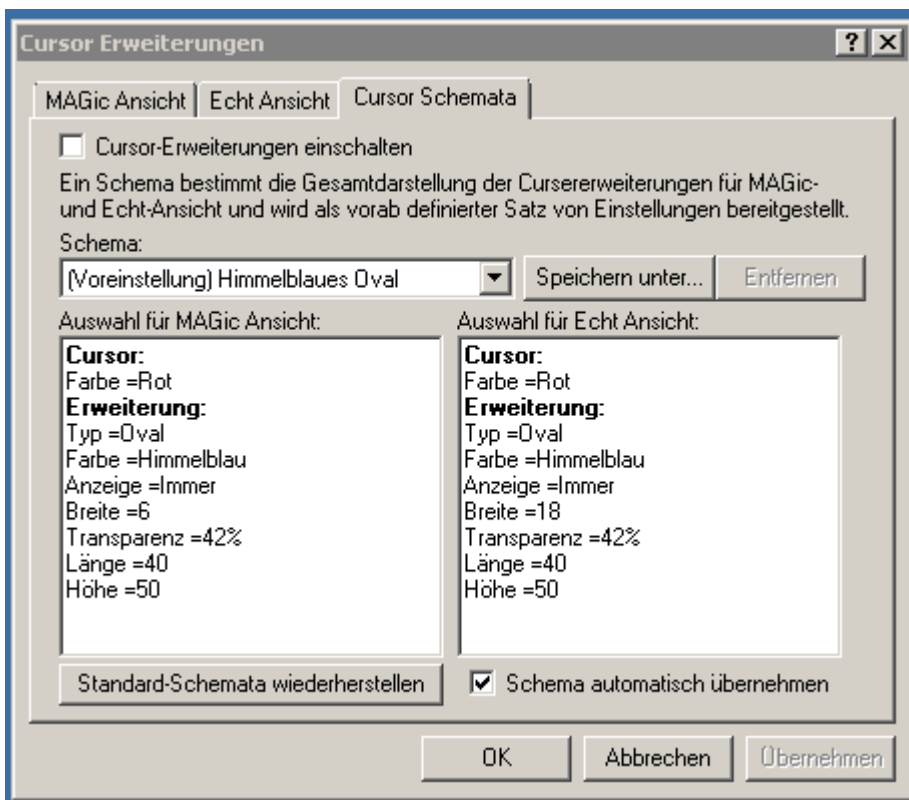 Cursor Erweiterungen
MAGic Ansicht Echt Ansicht Cursor Schemata
Cursor-Erweiterungen einschalten
Ein Schema bestimmt die Gesamtdarstellung der Cursererweiterungen für MAGic-
und Echt-Ansicht und wird als vorab definierter Satz von Einstellungen bereitgestellt.
Schema:
(Voreinstellung) Himmelblaues Oval Speichern unter... Entfernen
Auswahl für MAGic Ansicht:
Cursor:
Farbe =Rot
Erweiterung:
Typ =Oval
Farbe =Himmelblau
Anzeige =Immer
Breite =6
Transparenz =42%
Länge =40
Höhe =50
Auswahl für Echt Ansicht:
Cursor:
Farbe =Rot
Erweiterung:
Typ =Oval
Farbe =Himmelblau
Anzeige =Immer
Breite =18
Transparenz =42%
Länge =40
Höhe =50
Standard-Schemata wiederherstellen Schema automatisch übernehmen
OK Abbrechen Übernehmen